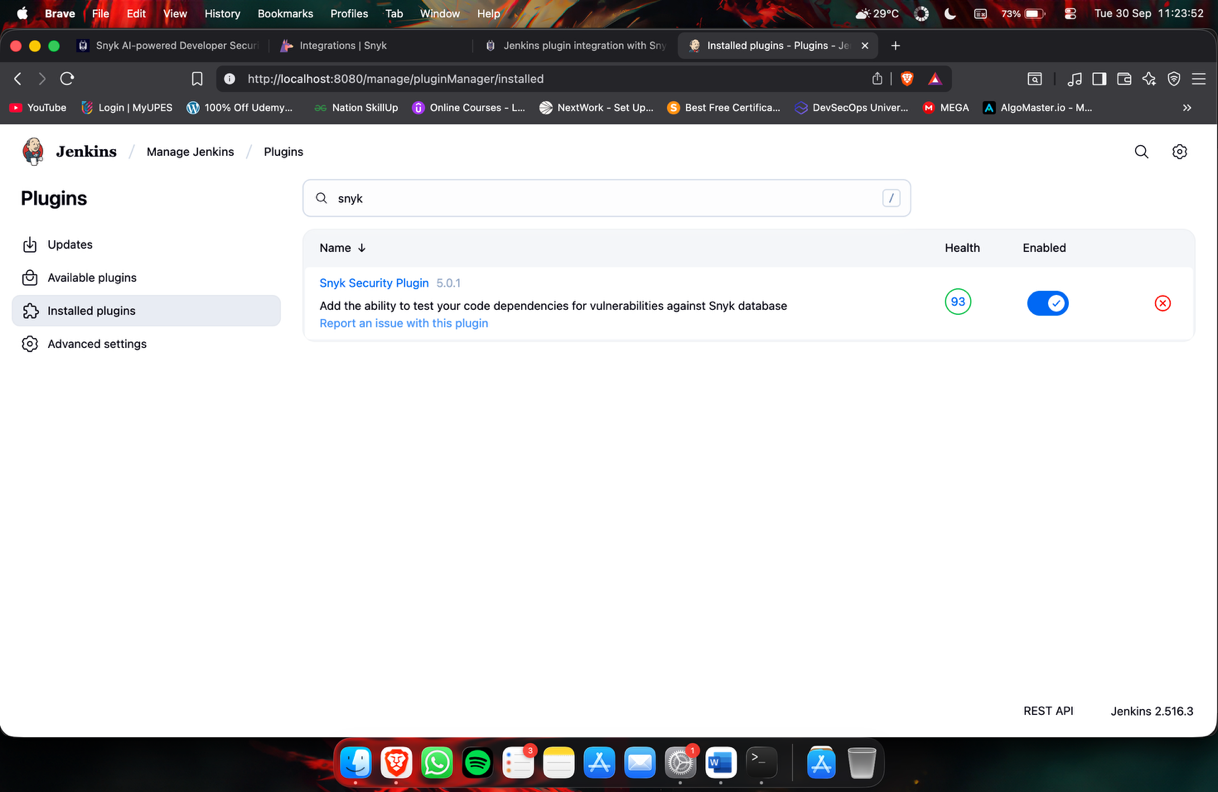 Brave File Edit View History Bookmarks Profiles Tab Window Help 29°C 73% Tue 30 Sep 11:23:52
Snyk AI-powered Developer Secur Integrations | Snyk Jenkins plugin integration with Sny Installed plugins - Plugins - Je
http://localhost:8080/manage/pluginManager/installed
YouTube Login | MyUPES 100% Off Udemy... Nation SkillUp Online Courses - L... NextWork - Set Up... Best Free Certifica... DevSecOps Univer... MEGA AlgoMaster.io - M... »
Jenkins / Manage Jenkins / Plugins
Plugins
snyk /
Updates
Available plugins
Installed plugins
Advanced settings
Name ↓ Health Enabled
Snyk Security Plugin 5.0.1
Add the ability to test your code dependencies for vulnerabilities against Snyk database
Report an issue with this plugin
93
REST API Jenkins 2.516.3
3
1
W
>_